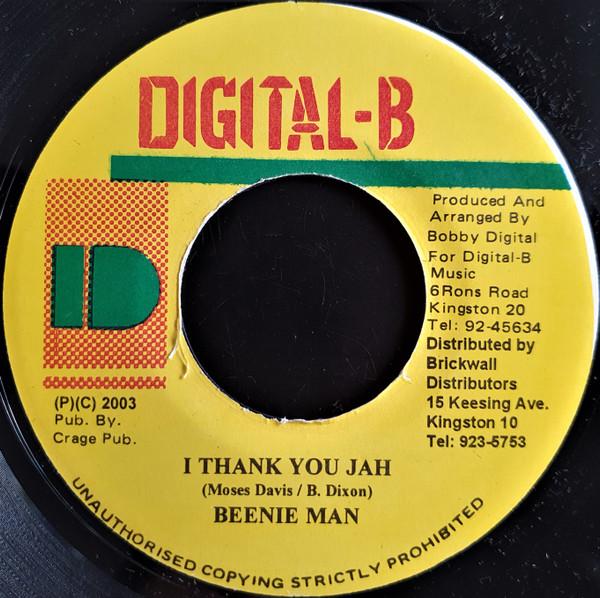 DIGITAL-B
Produced And
Arranged By
Bobby Digital
For Digital-B
Music
6Rons Road
Kingston 20
Tel: 92-45634
Distributed by
Brickwall
Distributors
15 Keesing Ave.
Kingston 10
Tel: 923-5753
D
(P)(C) 2003
Pub. By.
Crage Pub.
I THANK YOU JAH
(Moses Davis / B. Dixon)
BEENIE MAN
UNAUTHORISED COPYING STRICTLY PROHIBITED